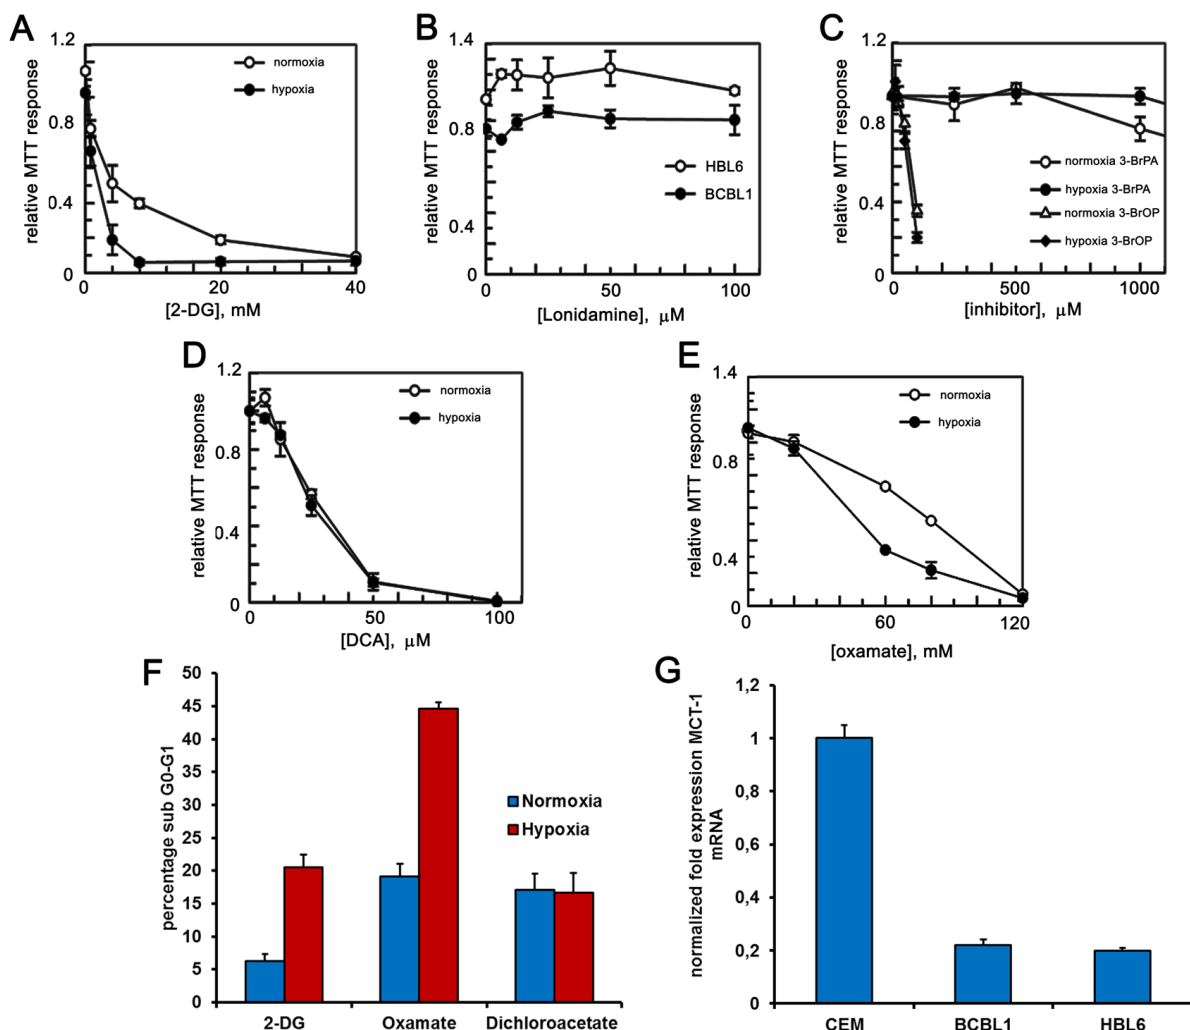 A
1.2
0.8
0.4
0
relative MTT response
normoxia
hypoxia
0
20
40
[2-DG], mM
B
1.4
0.8
0.4
0
relative MTT response
HBL6
BCBL1
0
50
100
[Lonidamine], μM
C
1.2
0.8
0.4
0
relative MTT response
normoxia 3-BrPA
hypoxia 3-BrPA
normoxia 3-BrOP
hypoxia 3-BrOP
0
500
1000
[inhibitor], μM
D
1.2
0.8
0.4
0
relative MTT response
normoxia
hypoxia
0
50
100
[DCA], μM
E
1.4
0.8
0.4
0
relative MTT response
normoxia
hypoxia
0
60
120
[oxamate], mM
F
50
45
40
35
30
25
20
15
10
5
0
percentage sub G0-G1
Normoxia
Hypoxia
2-DG
Oxamate
Dichloroacetate
G
1,2
1
0,8
0,6
0,4
0,2
0
normalized fold expression MCT-1
mRNA
CEM
BCBL1
HBL6